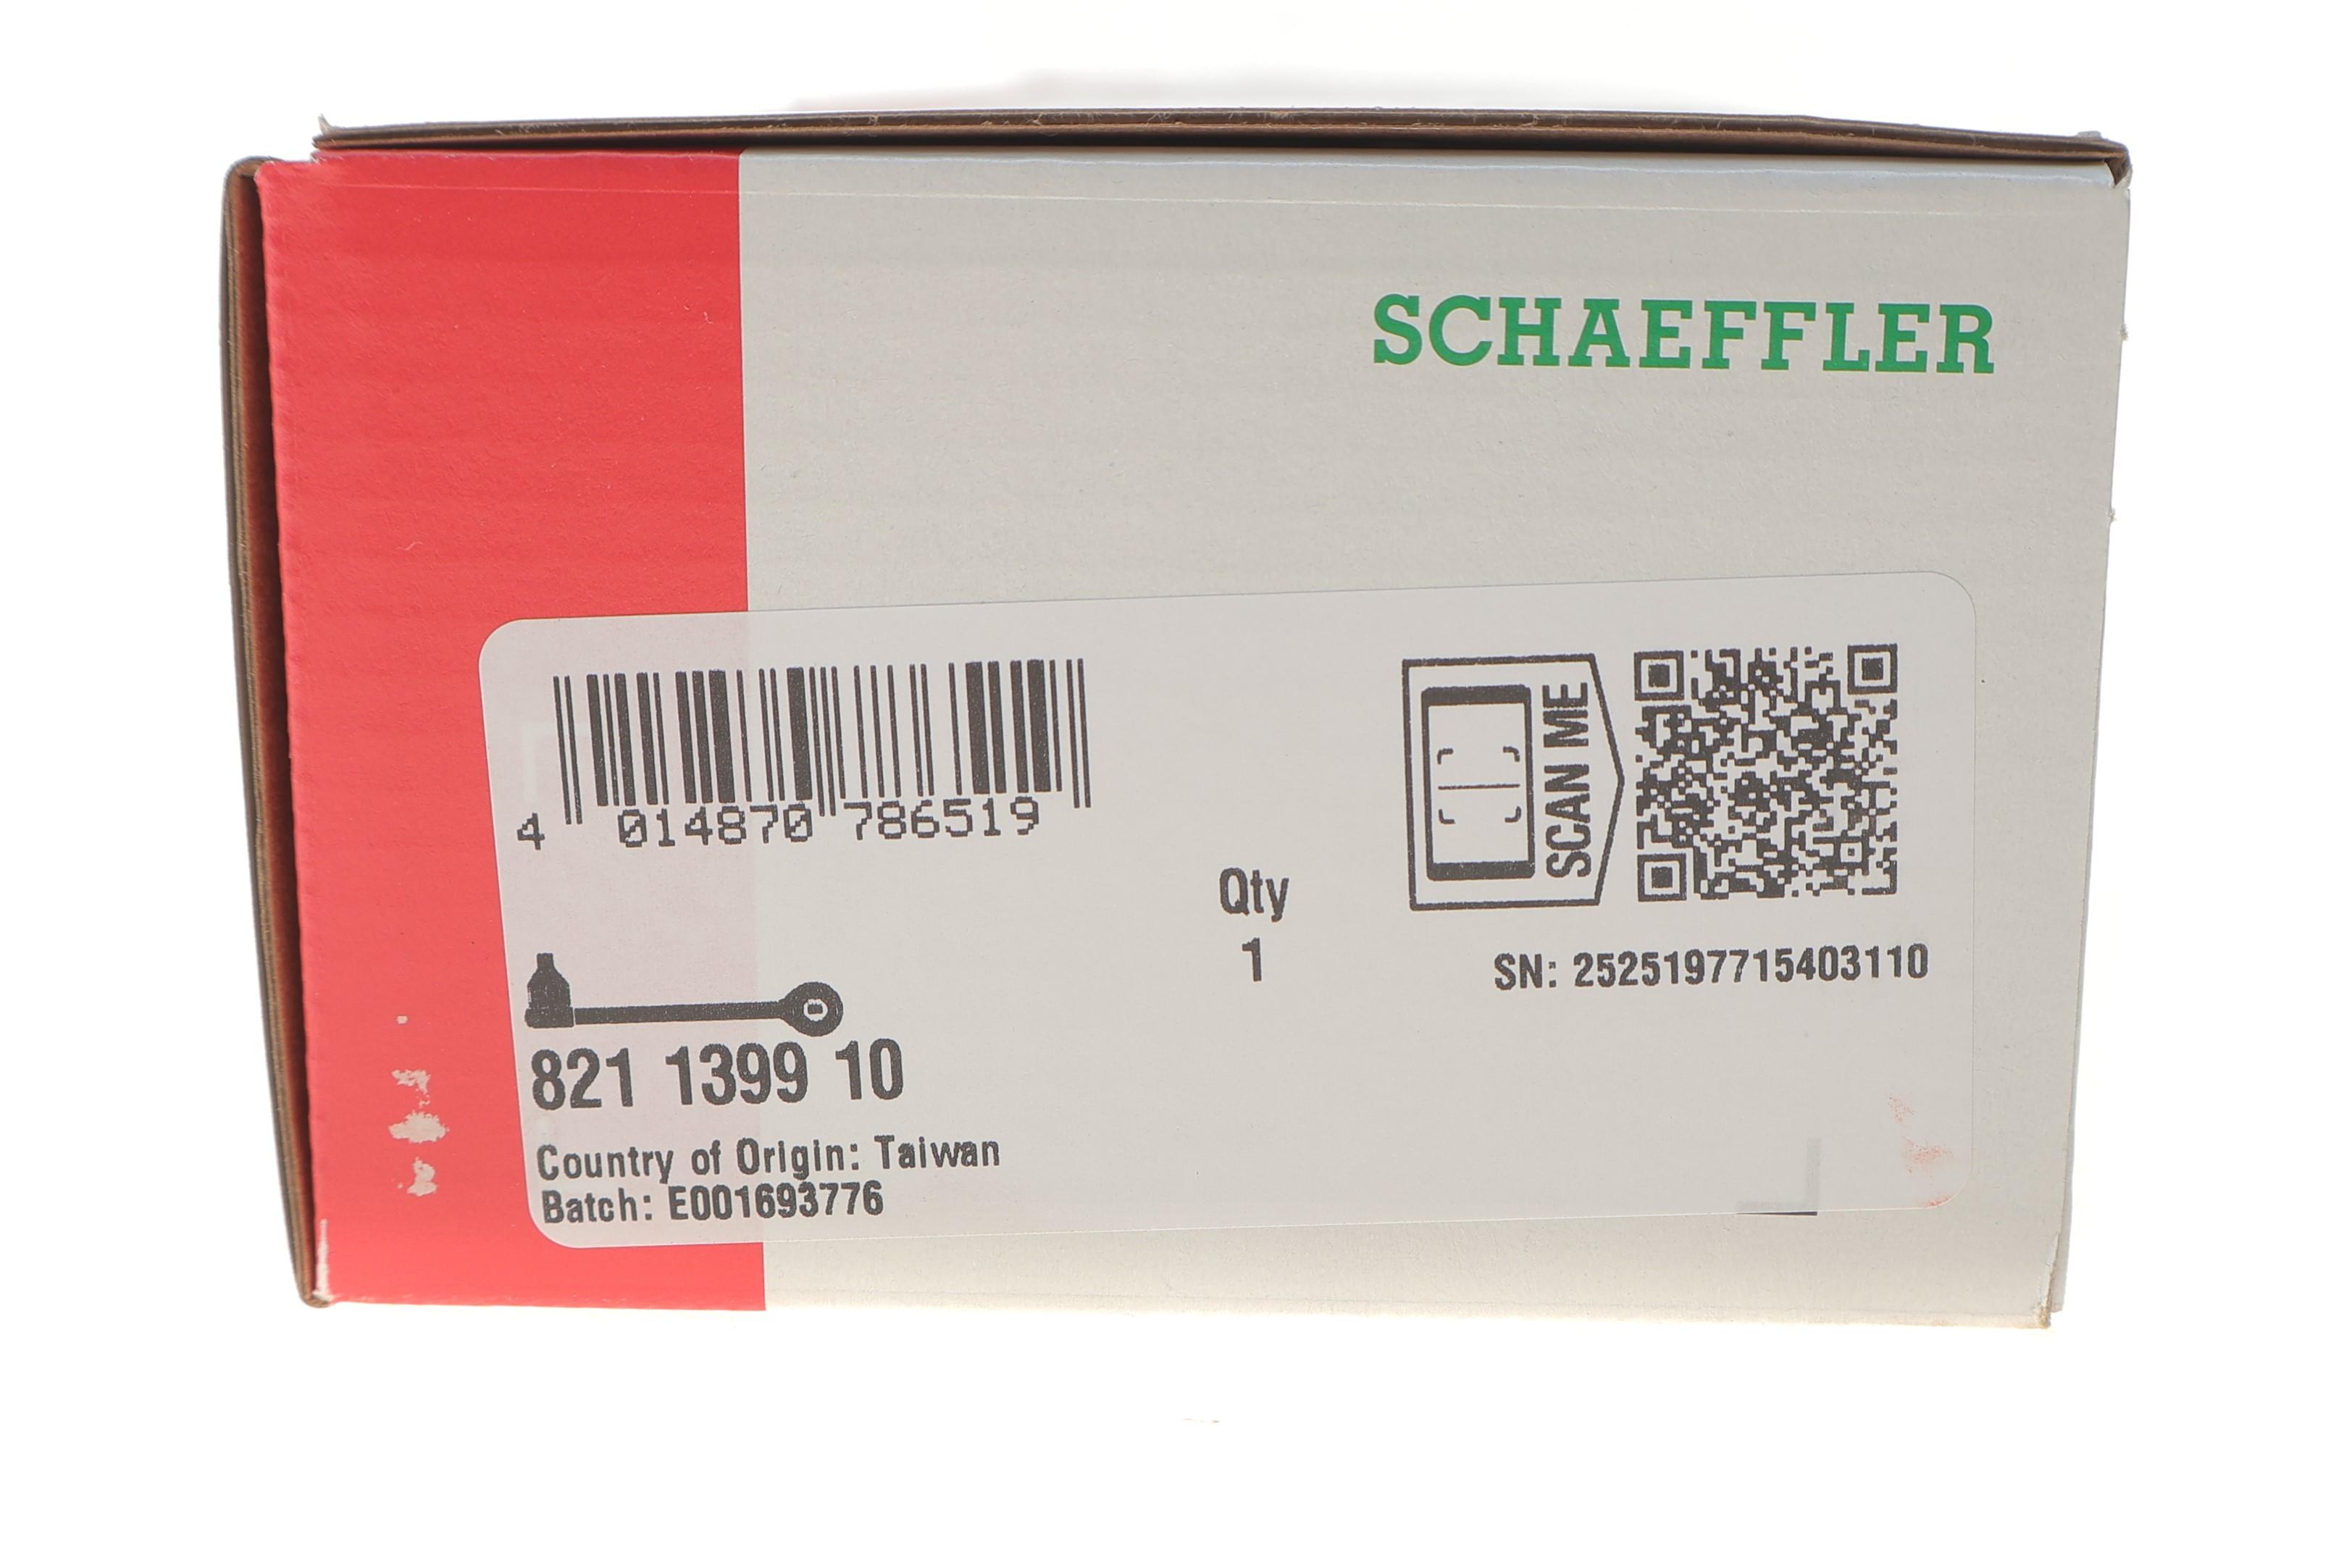 SCHAEFFLER
4 014870 786519
SCAN ME
Qty
1
SN: 2525197715403110
821 1399 10
Country of Origin: Taiwan
Batch: E001693776